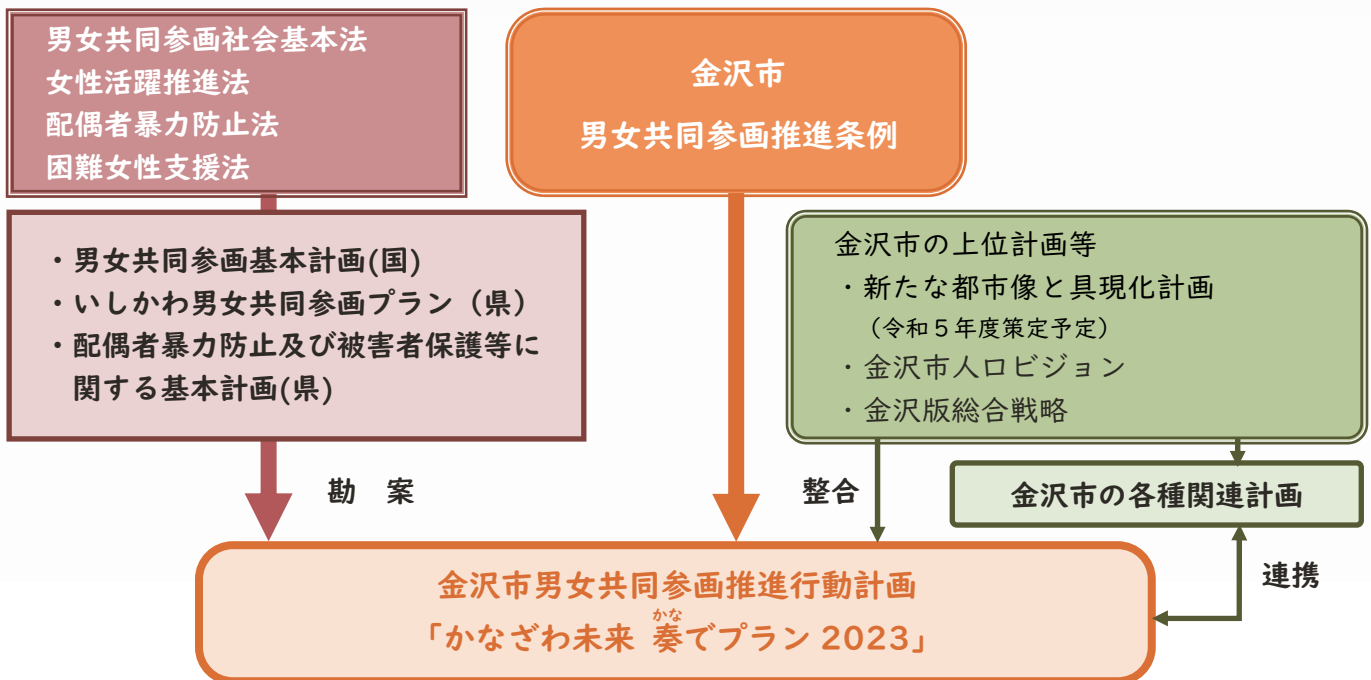 男女共同参画社会基本法
女性活躍推進法
配偶者暴力防止法
困難女性支援法
金沢市
男女共同参画推進条例
・男女共同参画基本計画(国)
・いしかわ男女共同参画プラン（県）
・配偶者暴力防止及び被害者保護等に
関する基本計画(県)
金沢市の上位計画等
・新たな都市像と具現化計画
（令和５年度策定予定）
・金沢市人口ビジョン
・金沢版総合戦略
勘　案
整合
金沢市の各種関連計画
連携
金沢市男女共同参画推進行動計画
かな
「かなざわ未来 奏でプラン 2023」